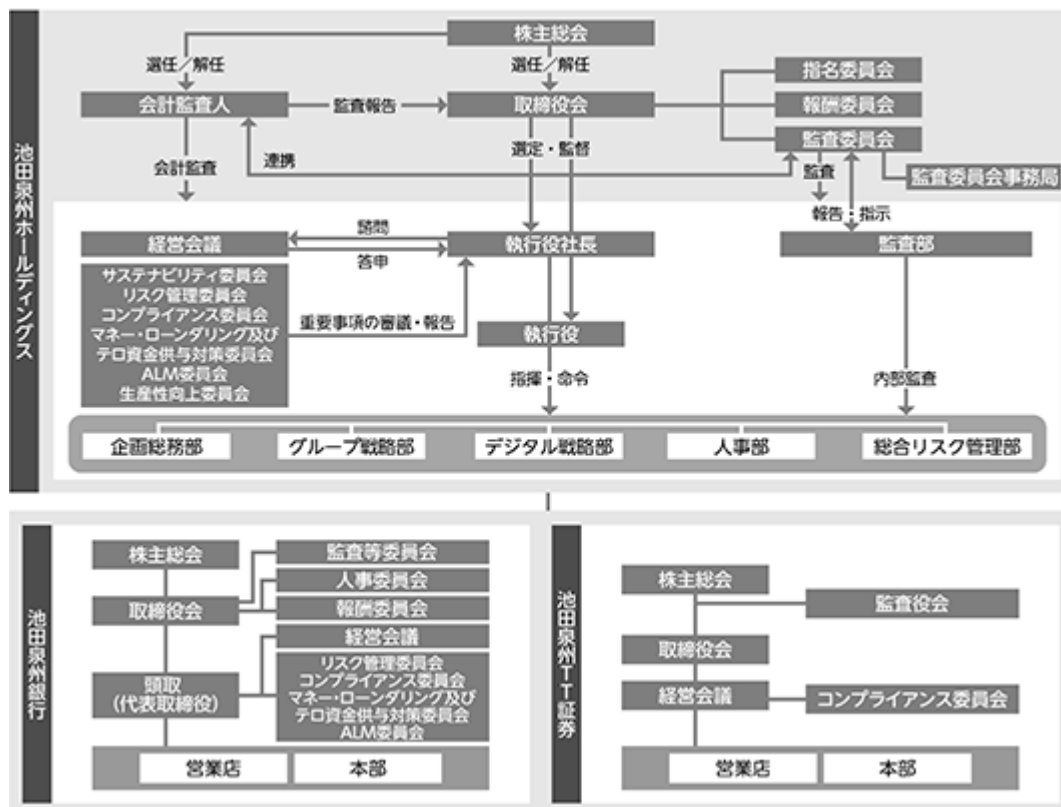 池田泉州ホールディングス
株主総会
選任／解任
選任／解任
指名委員会
会計監査人
監査報告
取締役会
報酬委員会
監査委員会
会計監査
連携
選定・監督
監査
監査委員会事務局
報告・指示
経営会議
諮問
答申
執行役社長
監査部
サステナビリティ委員会
リスク管理委員会
コンプライアンス委員会
マネー・ローンダリング及び
テロ資金供与対策委員会
ALM委員会
生産性向上委員会
重要事項の審議・報告
執行役
指揮・命令
内部監査
企画総務部
グループ戦略部
デジタル戦略部
人事部
総合リスク管理部
池田泉州銀行
株主総会
監査等委員会
人事委員会
取締役会
報酬委員会
経営会議
頭取
(代表取締役)
リスク管理委員会
コンプライアンス委員会
マネー・ローンダリング及び
テロ資金供与対策委員会
ALM委員会
営業店
本部
池田泉州TT証券
株主総会
監査役会
取締役会
経営会議
コンプライアンス委員会
営業店
本部